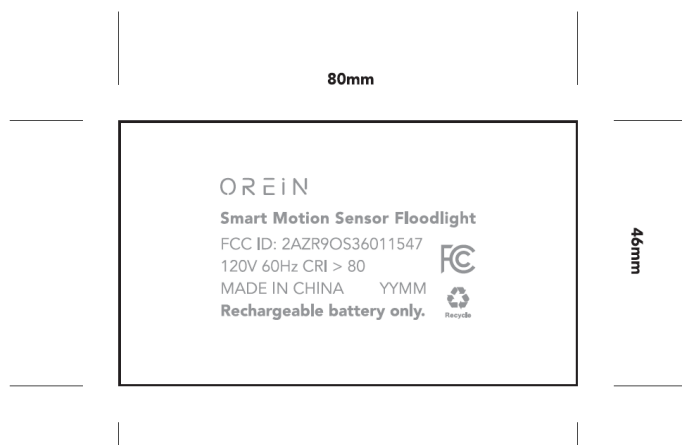 80mm
OREiN
Smart Motion Sensor Floodlight
FCC ID: 2AZR9OS36011547
120V 60Hz CRI > 80
FC
MADE IN CHINA YYMM
Rechargeable battery only.
Recycle
46mm